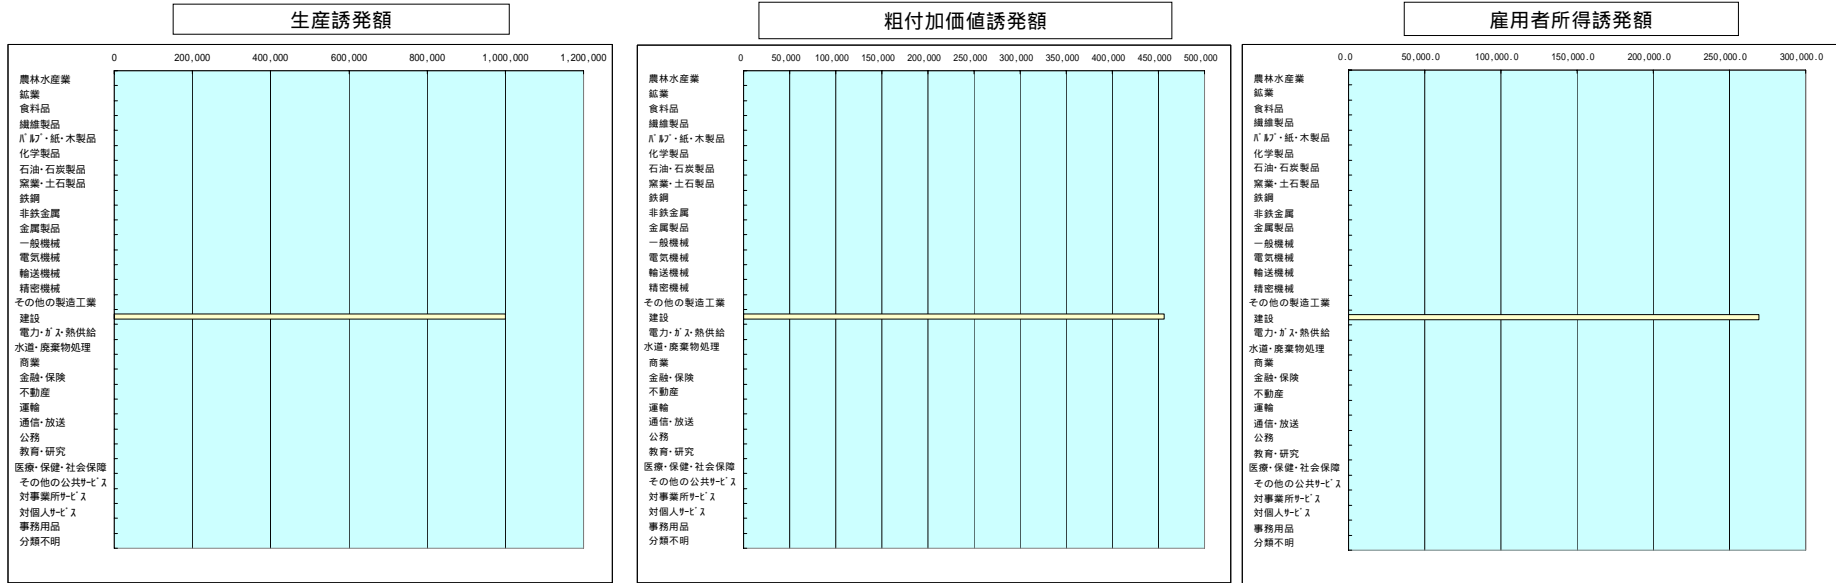 生産誘発額
0 200,000 400,000 600,000 800,000 1,000,000 1,200,000
農林水産業
鉱業
食料品
繊維製品
パルプ・紙・木製品
化学製品
石油・石炭製品
窯業・土石製品
鉄鋼
非鉄金属
金属製品
一般機械
電気機械
輸送機械
精密機械
その他の製造工業
建設
電力・ガス・熱供給
水道・廃棄物処理
商業
金融・保険
不動産
運輸
通信・放送
公務
教育・研究
医療・保健・社会保障
その他の公共サービス
対事業所サービス
対個人サービス
事務用品
分類不明
粗付加価値誘発額
0 50,000 100,000 150,000 200,000 250,000 300,000 350,000 400,000 450,000 500,000
農林水産業
鉱業
食料品
繊維製品
パルプ・紙・木製品
化学製品
石油・石炭製品
窯業・土石製品
鉄鋼
非鉄金属
金属製品
一般機械
電気機械
輸送機械
精密機械
その他の製造工業
建設
電力・ガス・熱供給
水道・廃棄物処理
商業
金融・保険
不動産
運輸
通信・放送
公務
教育・研究
医療・保健・社会保障
その他の公共サービス
対事業所サービス
対個人サービス
事務用品
分類不明
雇用者所得誘発額
0.0 50,000.0 100,000.0 150,000.0 200,000.0 250,000.0 300,000.0
農林水産業
鉱業
食料品
繊維製品
パルプ・紙・木製品
化学製品
石油・石炭製品
窯業・土石製品
鉄鋼
非鉄金属
金属製品
一般機械
電気機械
輸送機械
精密機械
その他の製造工業
建設
電力・ガス・熱供給
水道・廃棄物処理
商業
金融・保険
不動産
運輸
通信・放送
公務
教育・研究
医療・保健・社会保障
その他の公共サービス
対事業所サービス
対個人サービス
事務用品
分類不明